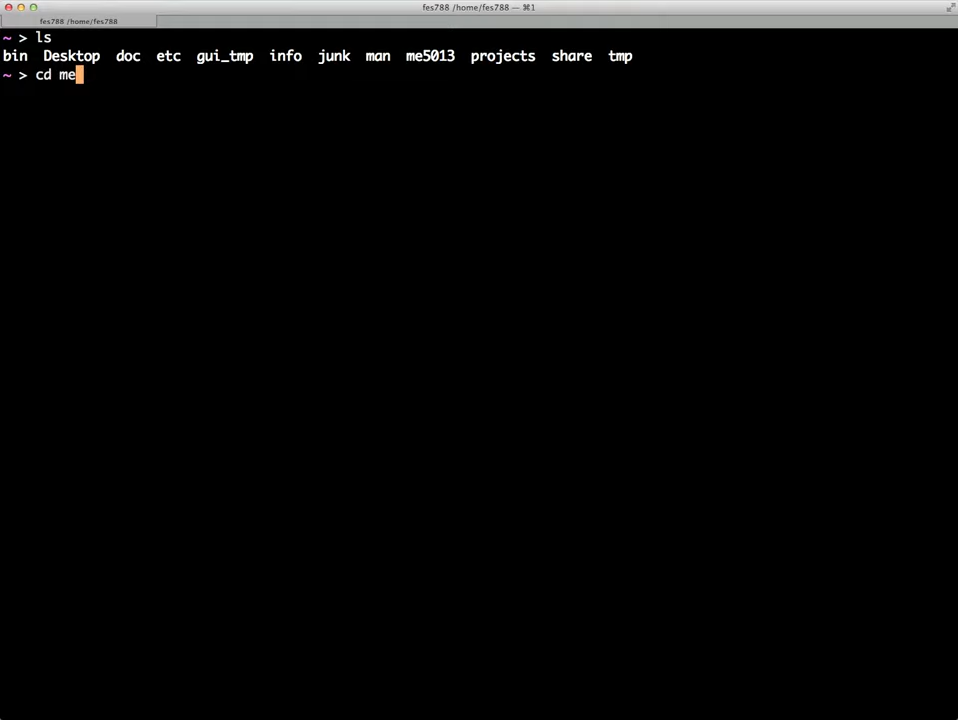 fes788 /home/fes788 — ⌘1
fes788 /home/fes788
~ > ls
bin Desktop doc etc gui_tmp info junk man me5013 projects share tmp
~ > cd me